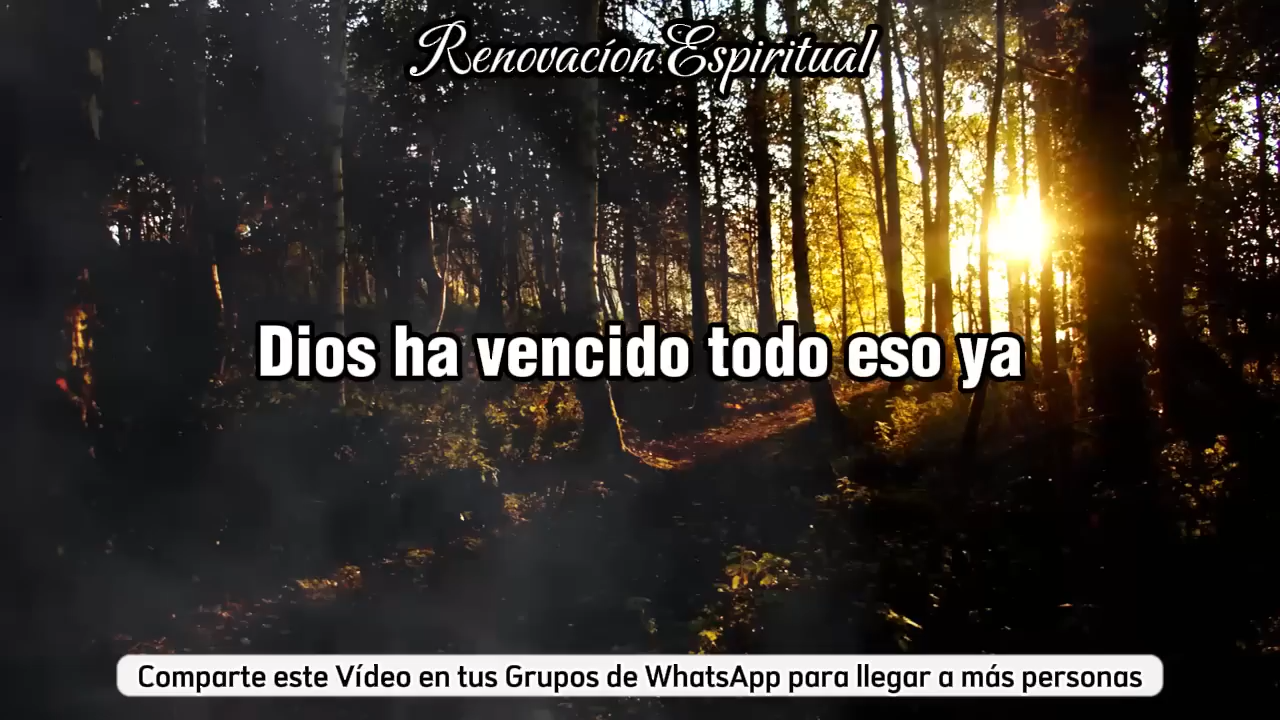 Renovacíon Espiritual
Dios ha vencido todo eso ya
Comparte este Vídeo en tus Grupos de WhatsApp para llegar a más personas